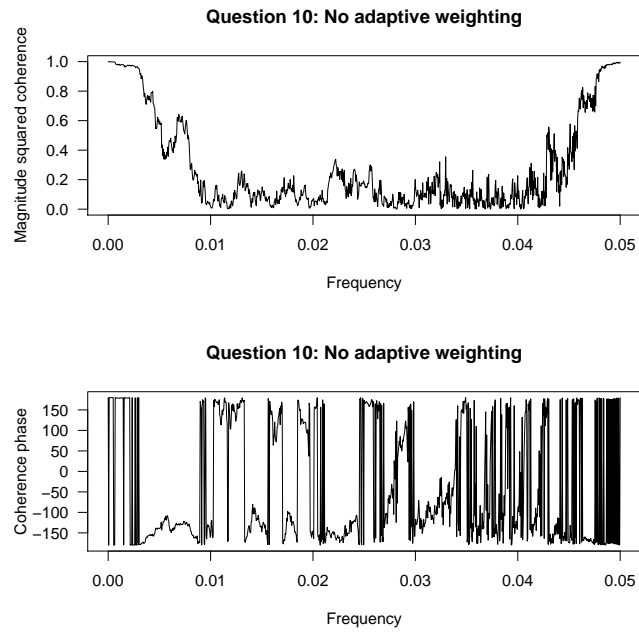 Question 10: No adaptive weighting
Magnitude squared coherence
1.0
0.8
0.6
0.4
0.2
0.0
0.00 0.01 0.02 0.03 0.04 0.05
Frequency
Question 10: No adaptive weighting
Coherence phase
150
100
50
0
−50
−100
−150
0.00 0.01 0.02 0.03 0.04 0.05
Frequency